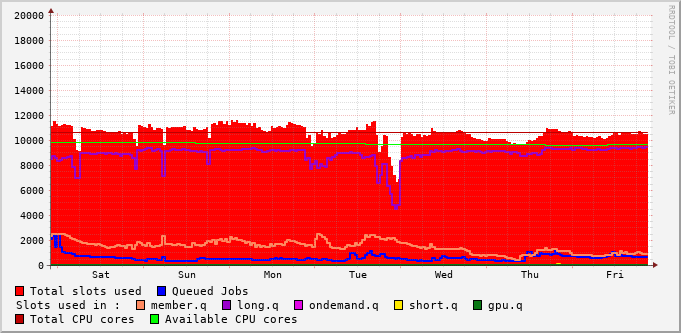 20000
18000
16000
14000
12000
10000
8000
6000
4000
2000
0
Sat Sun Mon Tue Wed Thu Fri
RRDTOOL / TOBI OETIKER
Total slots used Queued Jobs
Slots used in : member.q long.q ondemand.q short.q gpu.q
Total CPU cores Available CPU cores